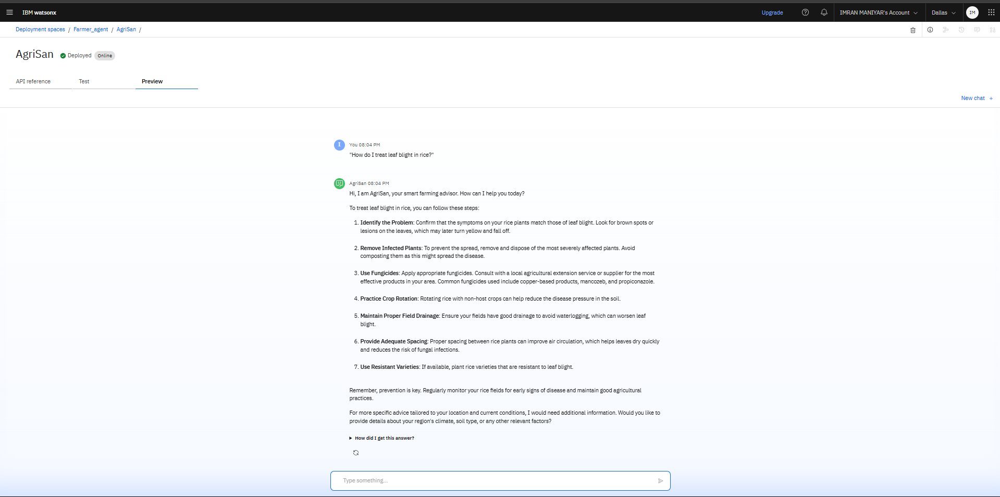 IBM watsonx
Upgrade
IMRAN MANIYAR's Account
Dallas
IM
Deployment spaces / Farmer_agent / AgriSan /
AgriSan
Deployed
Online
API reference
Test
Preview
New chat +
I
You 08:04 PM
"How do I treat leaf blight in rice?"
AgriSan 08:04 PM
Hi, I am AgriSan, your smart farming advisor. How can I help you today?
To treat leaf blight in rice, you can follow these steps:
1. Identify the Problem: Confirm that the symptoms on your rice plants match those of leaf blight. Look for brown spots or
lesions on the leaves, which may later turn yellow and fall off.
2. Remove Infected Plants: To prevent the spread, remove and dispose of the most severely affected plants. Avoid
composting them as this might spread the disease.
3. Use Fungicides: Apply appropriate fungicides. Consult with a local agricultural extension service or supplier for the most
effective products in your area. Common fungicides used include copper-based products, mancozeb, and propiconazole.
4. Practice Crop Rotation: Rotating rice with non-host crops can help reduce the disease pressure in the soil.
5. Maintain Proper Field Drainage: Ensure your fields have good drainage to avoid waterlogging, which can worsen leaf
blight.
6. Provide Adequate Spacing: Proper spacing between rice plants can improve air circulation, which helps leaves dry quickly
and reduces the risk of fungal infections.
7. Use Resistant Varieties: If available, plant rice varieties that are resistant to leaf blight.
Remember, prevention is key. Regularly monitor your rice fields for early signs of disease and maintain good agricultural
practices.
For more specific advice tailored to your location and current conditions, I would need additional information. Would you like to
provide details about your region's climate, soil type, or any other relevant factors?
How did I get this answer?
Type something...